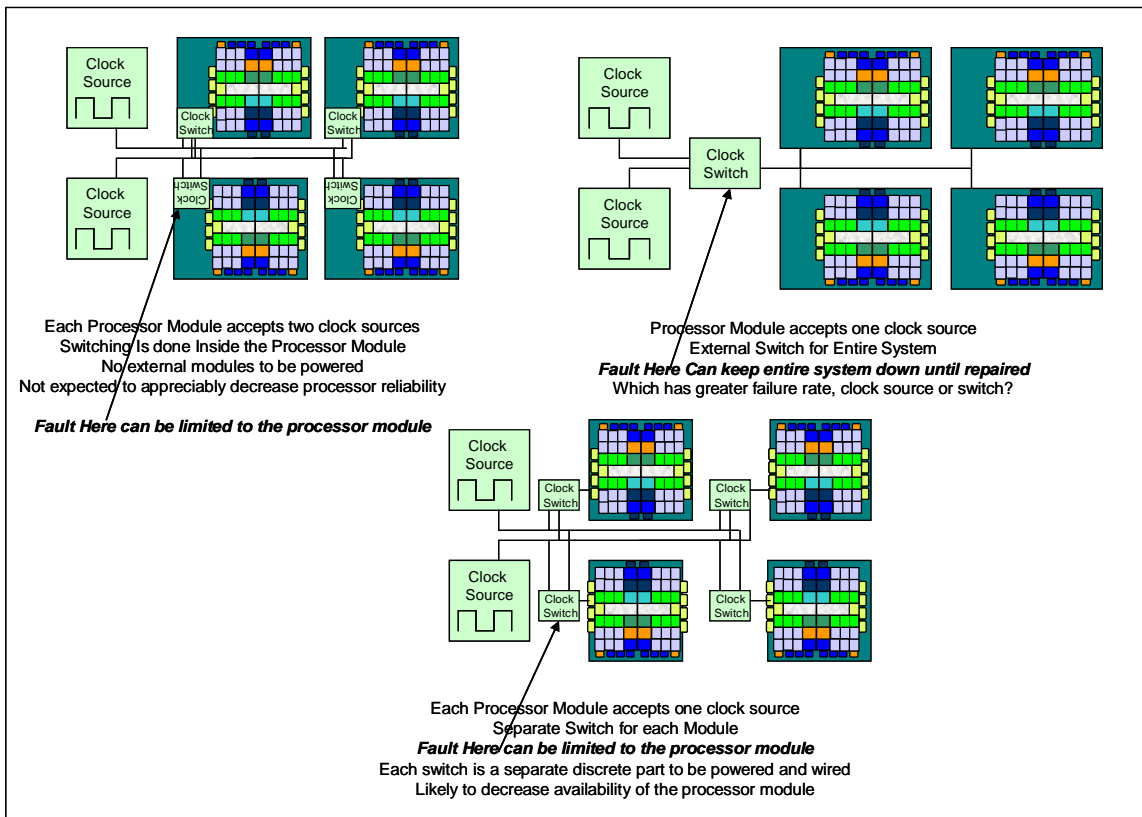 Clock
Source
Clock
Switch
Clock
Switch
Clock
Source
Clock
Switch
Clock
Switch
Each Processor Module accepts two clock sources
Switching Is done Inside the Processor Module
No external modules to be powered
Not expected to appreciably decrease processor reliability
Fault Here can be limited to the processor module
Clock
Source
Clock
Switch
Clock
Source
Processor Module accepts one clock source
External Switch for Entire System
Fault Here Can keep entire system down until repaired
Which has greater failure rate, clock source or switch?
Clock
Source
Clock
Switch
Clock
Switch
Clock
Source
Clock
Switch
Clock
Switch
Each Processor Module accepts one clock source
Separate Switch for each Module
Fault Here can be limited to the processor module
Each switch is a separate discrete part to be powered and wired
Likely to decrease availability of the processor module